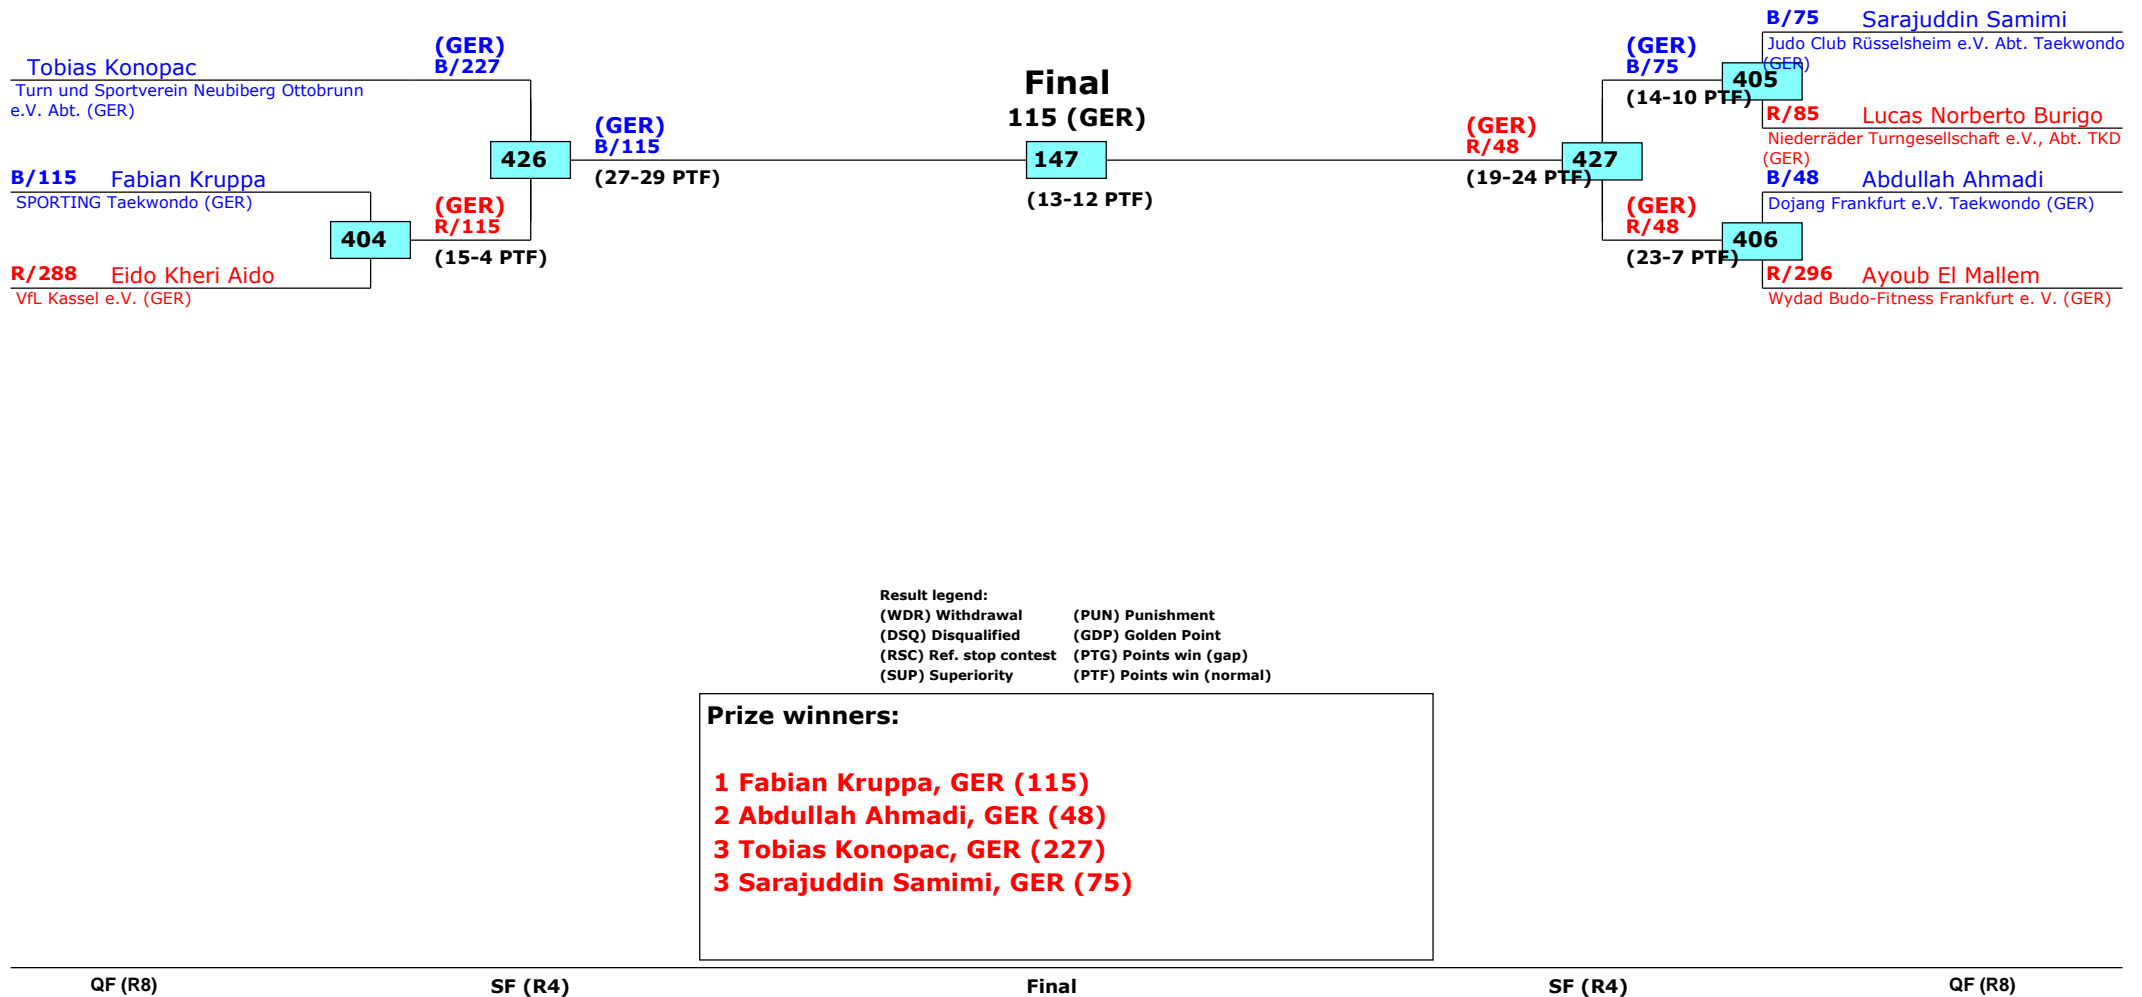 Tobias Konopac
Turn und Sportverein Neubiberg Ottobrunn
e.V. Abt. (GER)
B/115 Fabian Kruppa
SPORTING Taekwondo (GER)
R/288 Eido Kheri Aido
VfL Kassel e.V. (GER)
404
(GER)
B/227
(GER)
R/115
(15-4 PTF)
426
(GER)
B/115
(27-29 PTF)
Final
115 (GER)
147
(13-12 PTF)
(GER)
R/48
(19-24 PTF)
427
(GER)
B/75
(14-10 PTF)
(GER)
R/48
(23-7 PTF)
405
406
B/75 Sarajuddin Samimi
Judo Club Rüsselsheim e.V. Abt. Taekwondo
(GER)
R/85 Lucas Norberto Burigo
Niederräder Turngesellschaft e.V., Abt. TKD
(GER)
B/48 Abdullah Ahmadi
Dojang Frankfurt e.V. Taekwondo (GER)
R/296 Ayoub El Mallem
Wydad Budo-Fitness Frankfurt e. V. (GER)
Result legend:
(WDR) Withdrawal (PUN) Punishment
(DSQ) Disqualified (GDP) Golden Point
(RSC) Ref. stop contest (PTG) Points win (gap)
(SUP) Superiority (PTF) Points win (normal)
Prize winners:
1 Fabian Kruppa, GER (115)
2 Abdullah Ahmadi, GER (48)
3 Tobias Konopac, GER (227)
3 Sarajuddin Samimi, GER (75)
QF (R8) SF (R4) Final SF (R4) QF (R8)